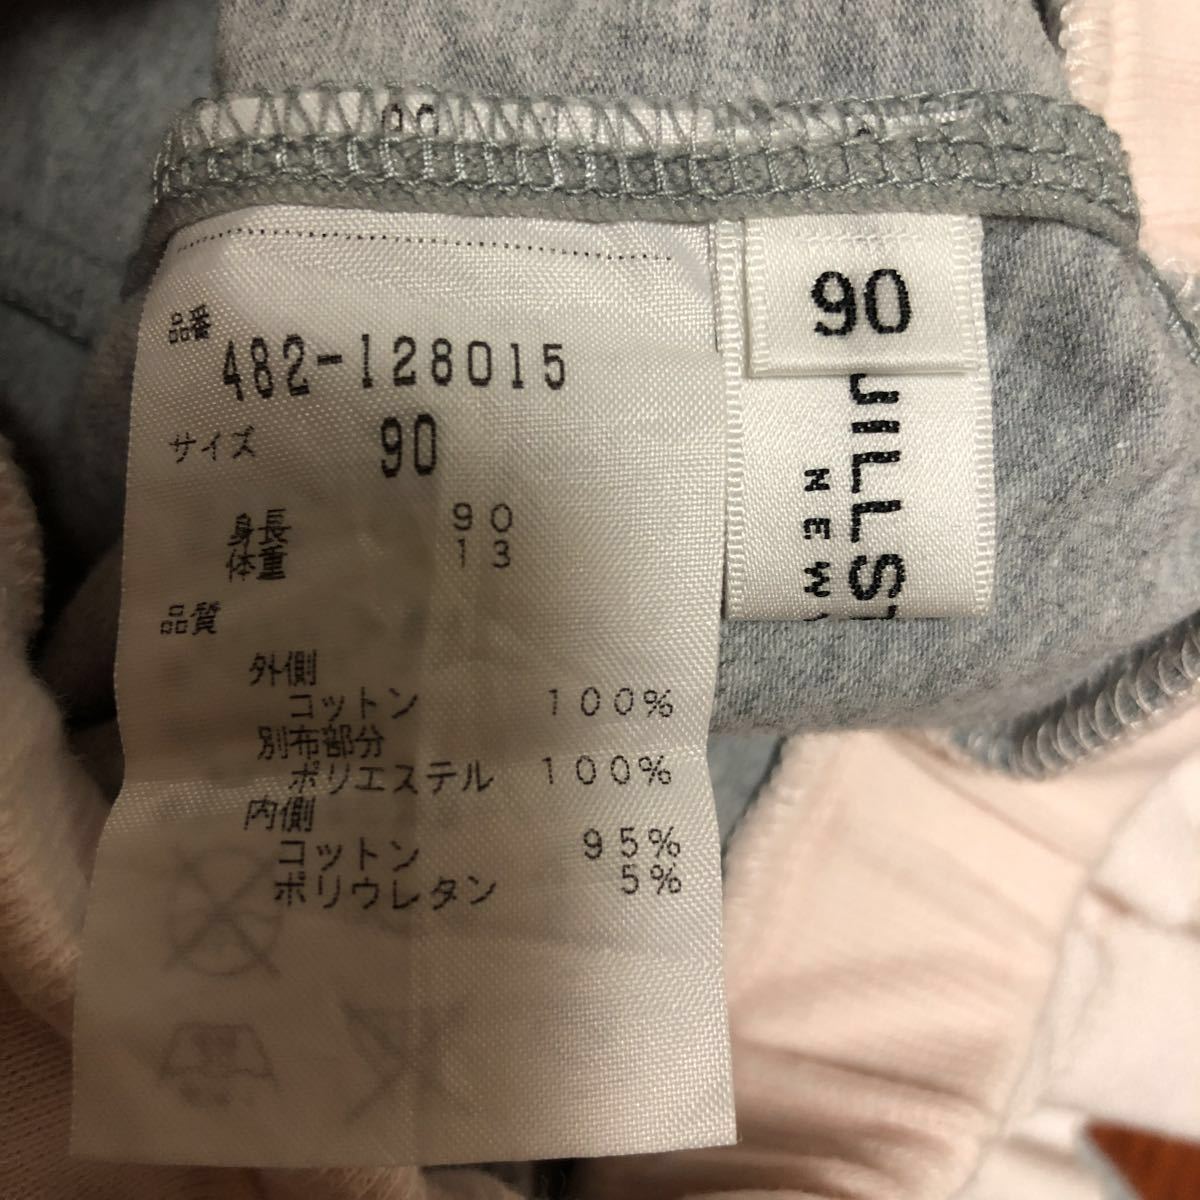 品番
482-128015
サイズ 90
身長 90
体重 13
品質
外側
コットン 100%
別布部分
ポリエステル 100%
内側
コットン 95%
ポリウレタン 5%
90
JILLST
NEW